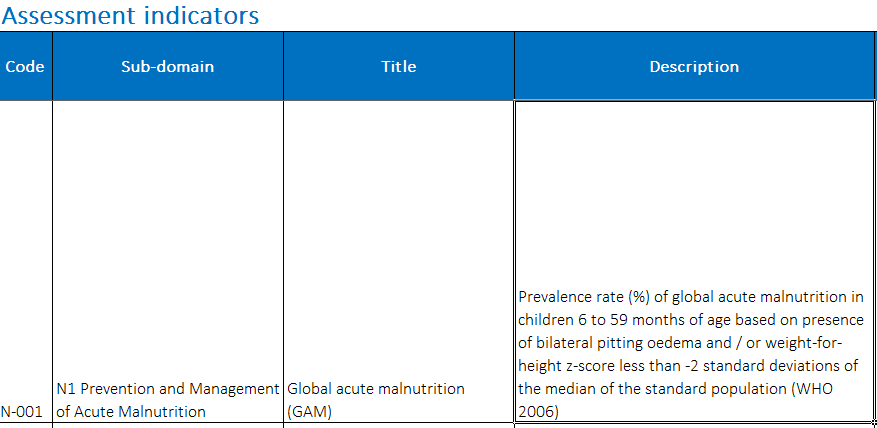 Assessment indicators
Code Sub-domain Title Description
N-001
N1 Prevention and Management
of Acute Malnutrition
Global acute malnutrition
(GAM)
Prevalence rate (%) of global acute malnutrition in
children 6 to 59 months of age based on presence
of bilateral pitting oedema and / or weight-for-
height z-score less than -2 standard deviations of
the median of the standard population (WHO
2006)